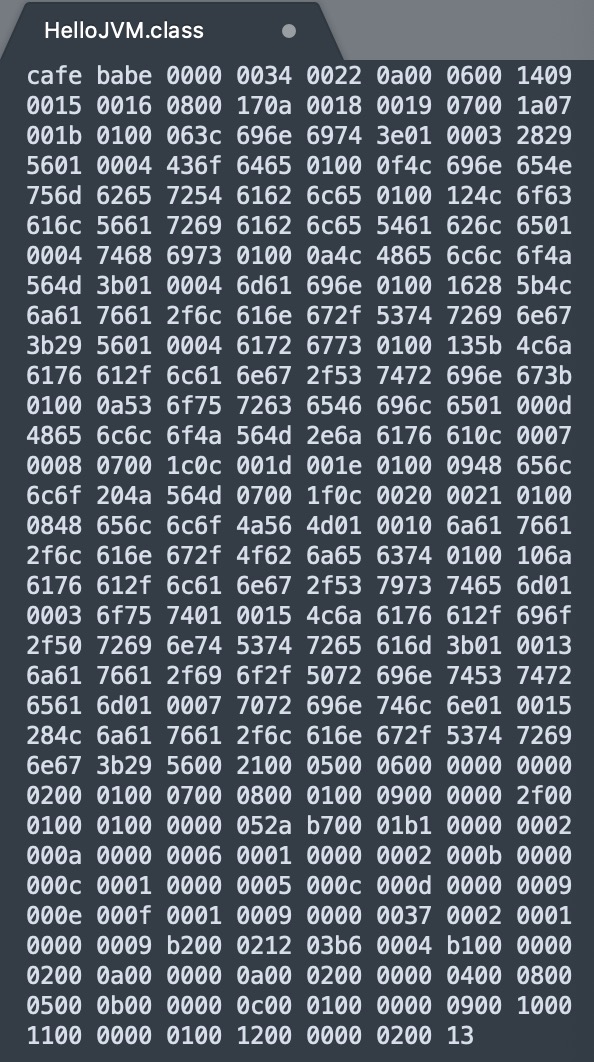 HelloJVM.class
cafe babe 0000 0034 0022 0a00 0600 1409
0015 0016 0800 170a 0018 0019 0700 1a07
001b 0100 063c 696e 6974 3e01 0003 2829
5601 0004 436f 6465 0100 0f4c 696e 654e
756d 6265 7254 6162 6c65 0100 124c 6f63
616c 5661 7269 6162 6c65 5461 626c 6501
0004 7468 6973 0100 0a4c 4865 6c6c 6f4a
564d 3b01 0004 6d61 696e 0100 1628 5b4c
6a61 7661 2f6c 616e 672f 5374 7269 6e67
3b29 5601 0004 6172 6773 0100 135b 4c6a
6176 612f 6c61 6e67 2f53 7472 696e 673b
0100 0a53 6f75 7263 6546 696c 6501 000d
4865 6c6c 6f4a 564d 2e6a 6176 610c 0007
0008 0700 1c0c 001d 001e 0100 0948 656c
6c6f 204a 564d 0700 1f0c 0020 0021 0100
0848 656c 6c6f 4a56 4d01 0010 6a61 7661
2f6c 616e 672f 4f62 6a65 6374 0100 106a
6176 612f 6c61 6e67 2f53 7973 7465 6d01
0003 6f75 7401 0015 4c6a 6176 612f 696f
2f50 7269 6e74 5374 7265 616d 3b01 0013
6a61 7661 2f69 6f2f 5072 696e 7453 7472
6561 6d01 0007 7072 696e 746c 6e01 0015
284c 6a61 7661 2f6c 616e 672f 5374 7269
6e67 3b29 5600 2100 0500 0600 0000 0000
0200 0100 0700 0800 0100 0900 0000 2f00
0100 0100 0000 052a b700 01b1 0000 0002
000a 0000 0006 0001 0000 0002 000b 0000
000c 0001 0000 0005 000c 000d 0000 0009
000e 000f 0001 0009 0000 0037 0002 0001
0000 0009 b200 0212 03b6 0004 b100 0000
0200 0a00 0000 0a00 0200 0000 0400 0800
0500 0b00 0000 0c00 0100 0000 0900 1000
1100 0000 0100 1200 0000 0200 13